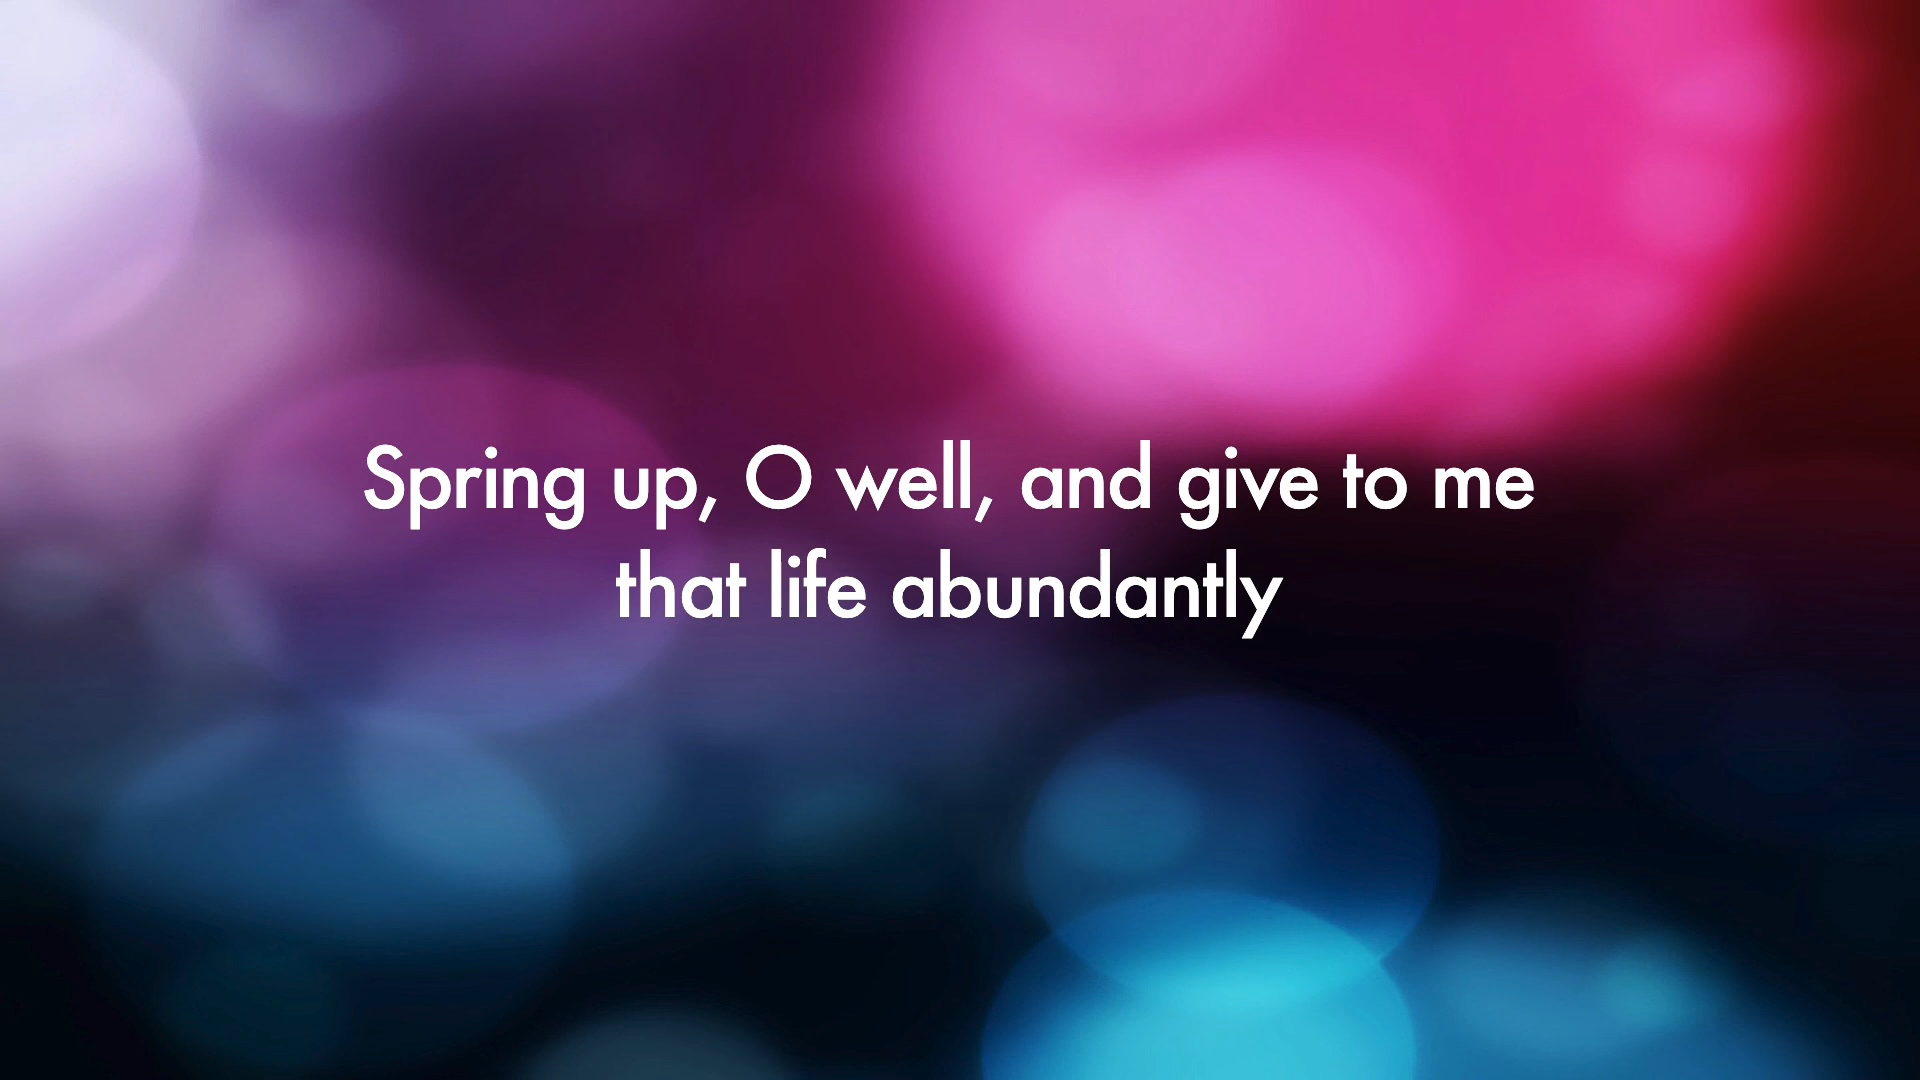 Spring up, O well, and give to me
that life abundantly